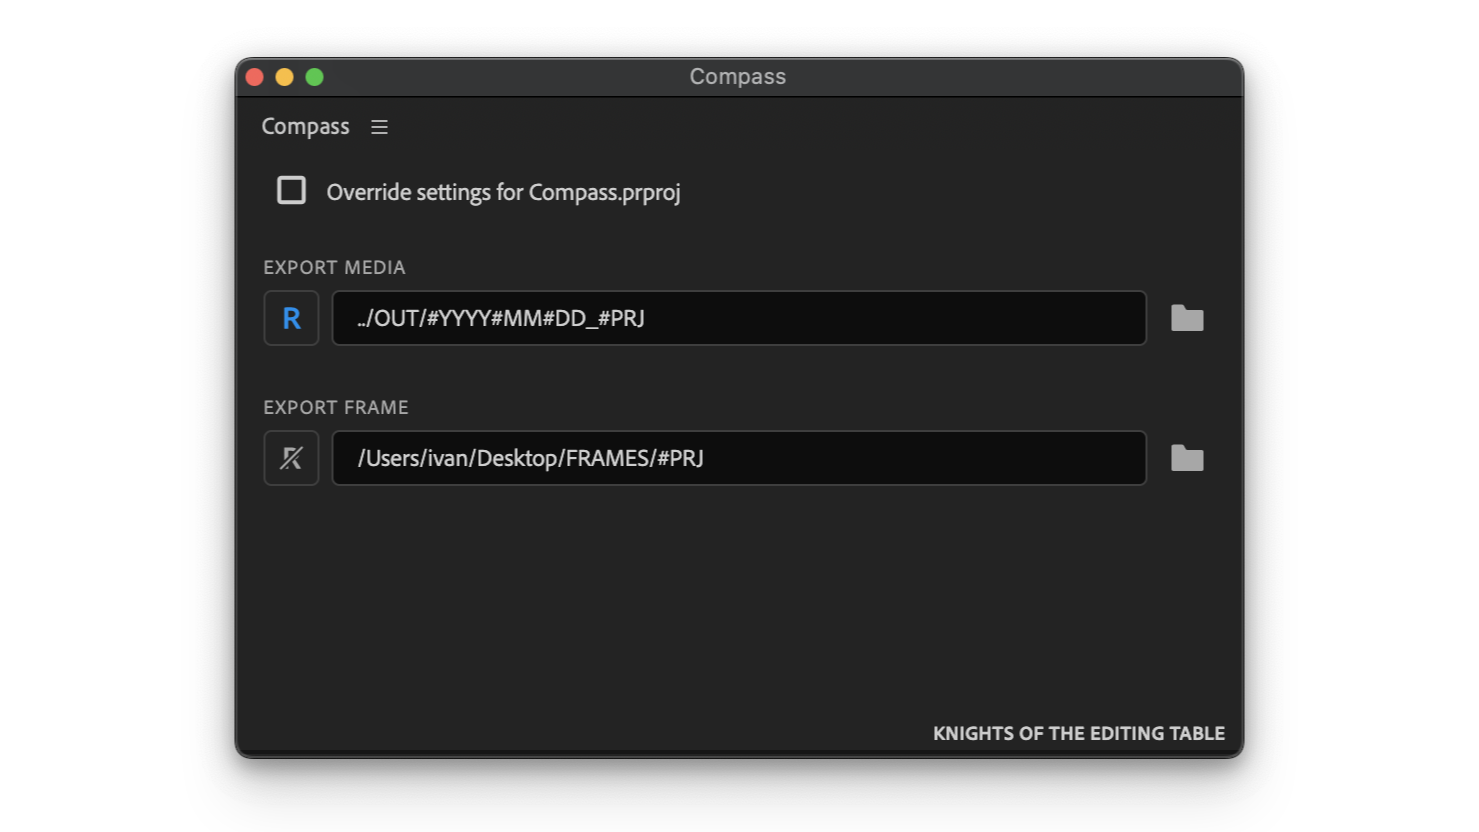 Compass
Compass
Override settings for Compass.prproj
EXPORT MEDIA
R ../OUT/#YYYY#MM#DD_#PRJ
EXPORT FRAME
R /Users/ivan/Desktop/FRAMES/#PRJ
KNIGHTS OF THE EDITING TABLE